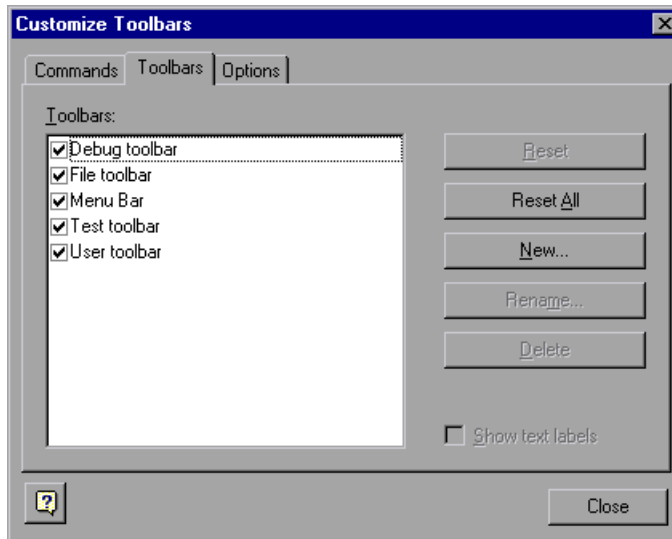 Customize Toolbars
Commands Toolbars Options
Toolbars:
Debug toolbar
File toolbar
Menu Bar
Test toolbar
User toolbar
Reset
Reset All
New...
Rename...
Delete
Show text labels
?
Close